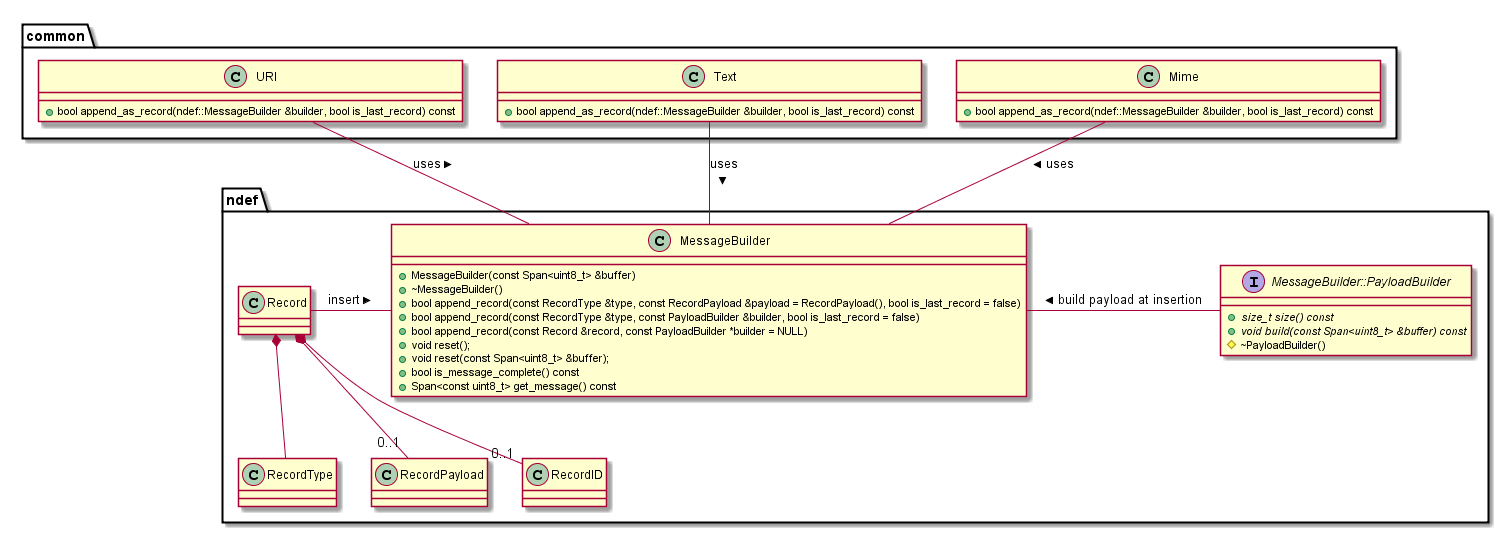 common
C URI
bool append_as_record(ndef::MessageBuilder &builder, bool is_last_record) const
C Text
bool append_as_record(ndef::MessageBuilder &builder, bool is_last_record) const
C Mime
bool append_as_record(ndef::MessageBuilder &builder, bool is_last_record) const
uses ►
uses
▼
◄ uses
ndef
C MessageBuilder
MessageBuilder(const Span<uint8_t> &buffer)
~MessageBuilder()
bool append_record(const RecordType &type, const RecordPayload &payload = RecordPayload(), bool is_last_record = false)
bool append_record(const RecordType &type, const PayloadBuilder &builder, bool is_last_record = false)
bool append_record(const Record &record, const PayloadBuilder *builder = NULL)
void reset();
void reset(const Span<uint8_t> &buffer);
bool is_message_complete() const
Span<const uint8_t> get_message() const
C Record
insert ►
◄ build payload at insertion
I MessageBuilder::PayloadBuilder
size_t size() const
void build(const Span<uint8_t> &buffer) const
~PayloadBuilder()
0..1
0..1
C RecordType
C RecordPayload
C RecordID